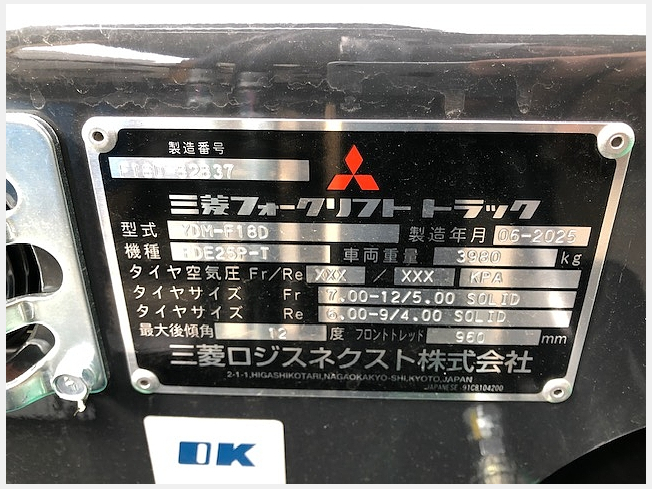 製造番号
三菱フォークリフト トラック
型式 YDM-F18D 製造年月 06-2025
機種 車両重量 3980 kg
タイヤ空気圧 Fr/Re XXX / XXX KPA
タイヤサイズ Fr 7.00-12/5.00 SOLID
タイヤサイズ Re 6.00-9/4.00 SOLID
最大後傾角 12 度 フロントトレッド 960 mm
三菱ロジスネクスト株式会社
2-1-1,HIGASHIKOTARI,NAGAOKAKYO-SHI,KYOTO,JAPAN
JAPANESE-91CB104200
OK